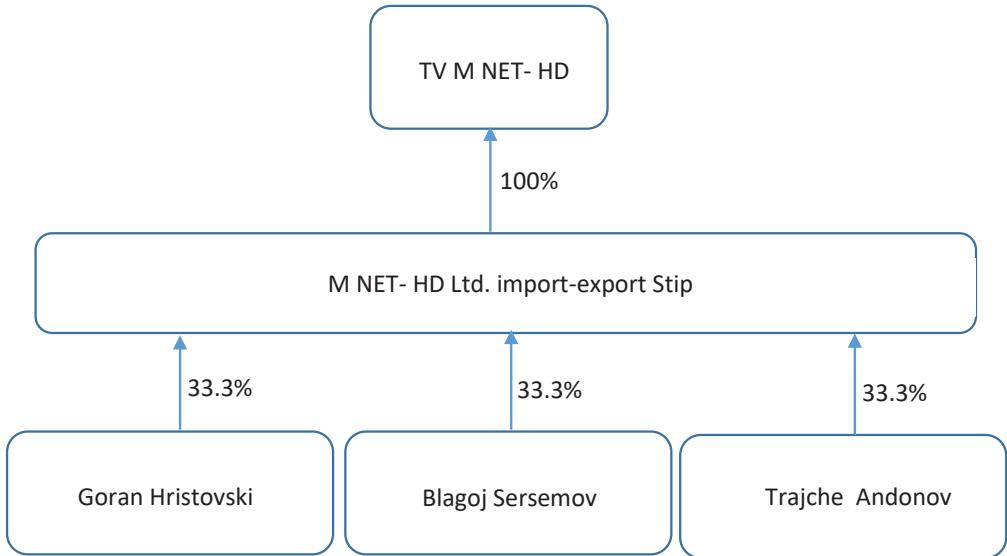 TV M NET- HD
100%
M NET- HD Ltd. import-export Stip
33.3%
33.3%
33.3%
Goran Hristovski
Blagoj Sersemov
Trajche  Andonov